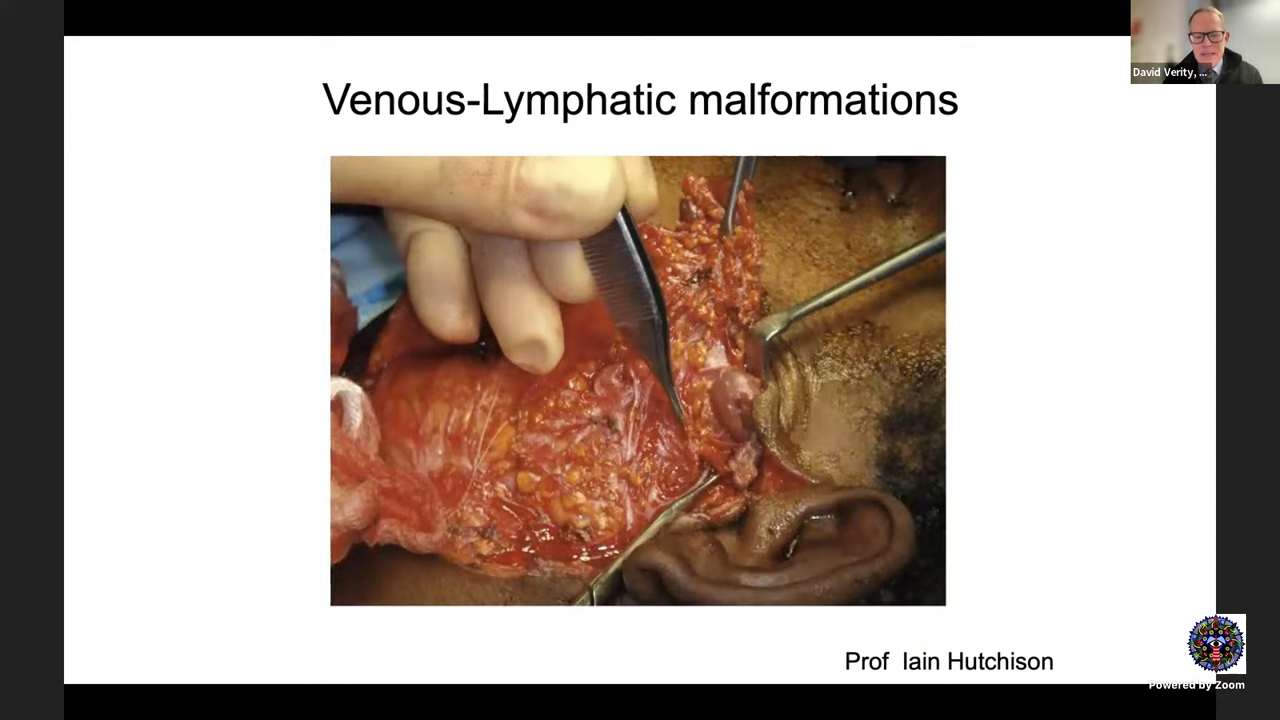 Venous-Lymphatic malformations
David Verity, ...
Prof Iain Hutchison
Powered by Zoom